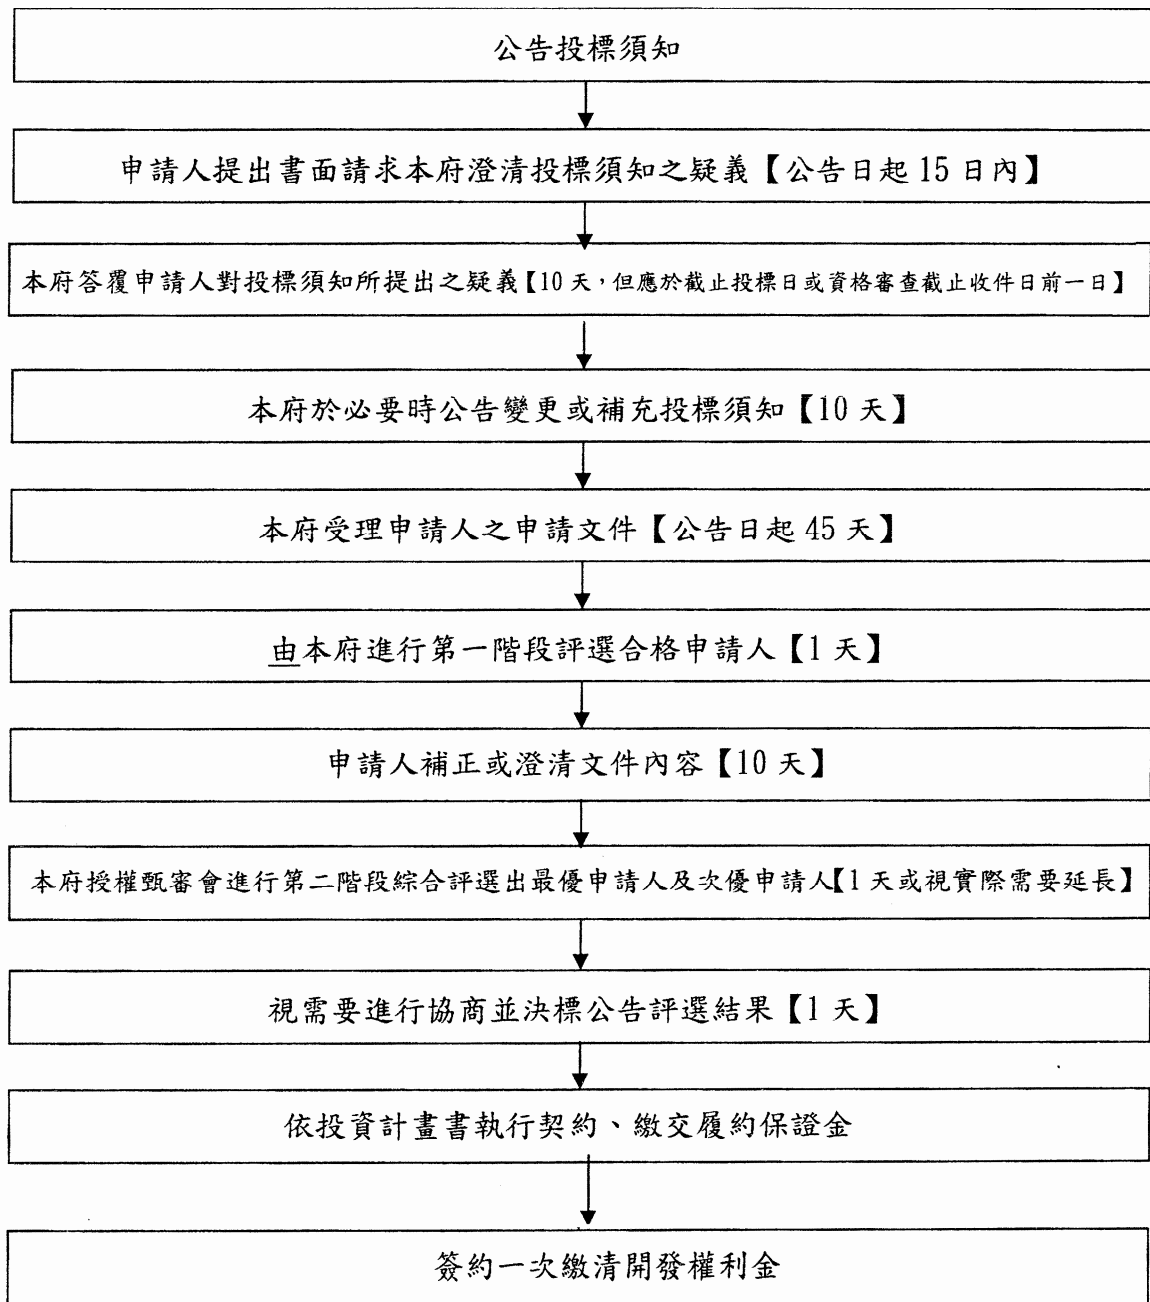 公告投標須知
申請人提出書面請求本府澄清投標須知之疑義【公告日起 15 日內】
本府答覆申請人對投標須知所提出之疑義【10 天，但應於截止投標日或資格審查截止收件日前一日】
本府於必要時公告變更或補充投標須知【10 天】
本府受理申請人之申請文件【公告日起 45 天】
由本府進行第一階段評選合格申請人【1 天】
申請人補正或澄清文件內容【10 天】
本府授權甄審會進行第二階段綜合評選出最優申請人及次優申請人【1 天或視實際需要延長】
視需要進行協商並決標公告評選結果【1 天】
依投資計畫書執行契約、繳交履約保證金
簽約一次繳清開發權利金